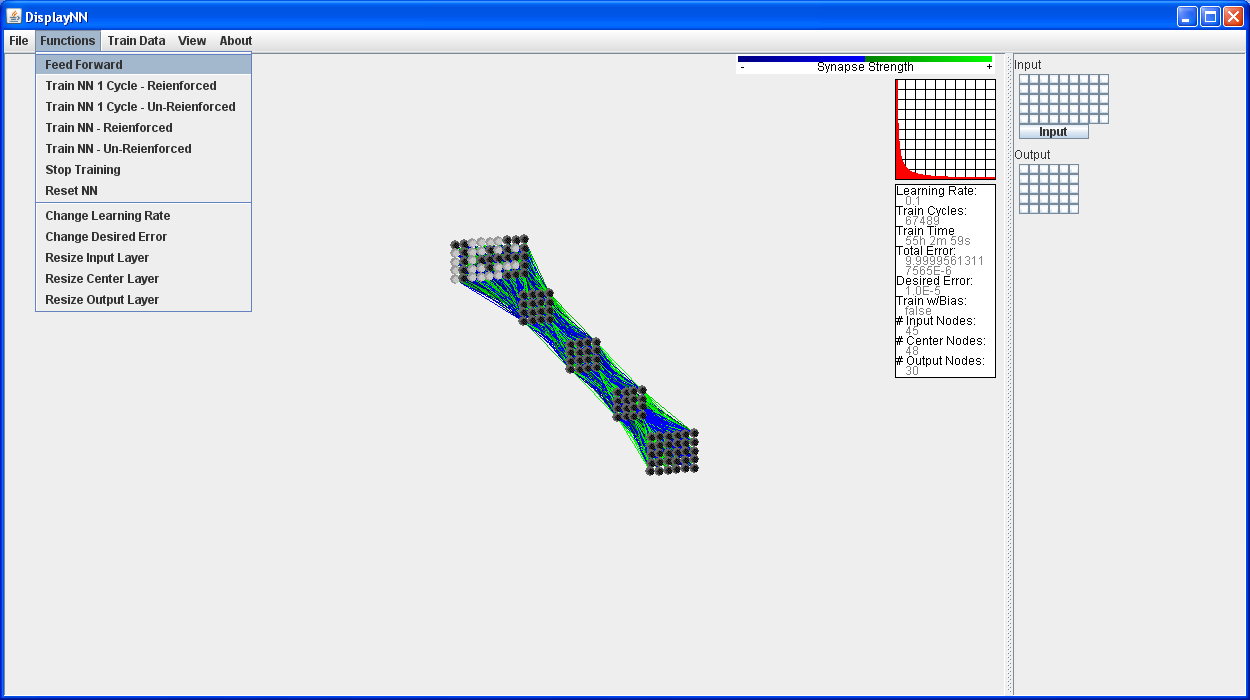 DisplayNN
File Functions Train Data View About
Feed Forward
Train NN 1 Cycle - Reienforced
Train NN 1 Cycle - Un-Reienforced
Train NN - Reienforced
Train NN - Un-Reienforced
Stop Training
Reset NN
Change Learning Rate
Change Desired Error
Resize Input Layer
Resize Center Layer
Resize Output Layer
- Synapse Strength +
Learning Rate:
0.1
Train Cycles:
67489
Train Time
55h 2m 59s
Total Error:
9.9999561311
7565E-6
Desired Error:
1.0E-5
Train w/Bias:
false
# Input Nodes:
45
# Center Nodes:
48
# Output Nodes:
30
Input
Input
Output